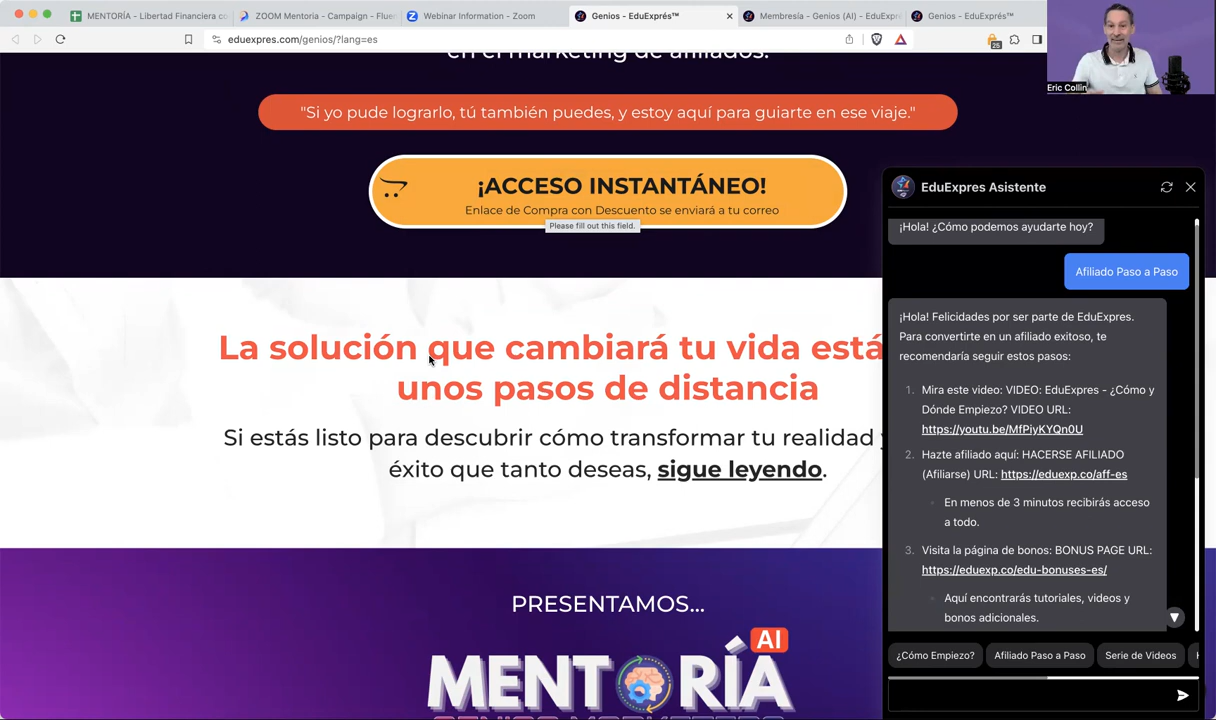 MENTORÍA - Libertad Financiera co
ZOOM Mentoria - Campaign - Fluen
Webinar Information - Zoom
Genios - EduExprés™
Membresía - Genios (AI) - EduExpr
Genios - EduExprés™
eduexpres.com/genios/?lang=es
26
Eric Collin
en el marketing de afiliados.
"Si yo pude lograrlo, tú también puedes, y estoy aquí para guiarte en ese viaje."
¡ACCESO INSTANTÁNEO!
Enlace de Compra con Descuento se enviará a tu correo
Please fill out this field.
La solución que cambiará tu vida está
unos pasos de distancia
Si estás listo para descubrir cómo transformar tu realidad y
éxito que tanto deseas, sigue leyendo.
PRESENTAMOS...
MENTORÍA AI
EduExpres Asistente
¡Hola! ¿Cómo podemos ayudarte hoy?
Afiliado Paso a Paso
¡Hola! Felicidades por ser parte de EduExpres.
Para convertirte en un afiliado exitoso, te
recomendaría seguir estos pasos:
1. Mira este video: VIDEO: EduExpres - ¿Cómo y
Dónde Empiezo? VIDEO URL:
https://youtu.be/MfPiyKYQn0U
2. Hazte afiliado aquí: HACERSE AFILIADO
(Afiliarse) URL: https://eduexp.co/aff-es
En menos de 3 minutos recibirás acceso
a todo.
3. Visita la página de bonos: BONUS PAGE URL:
https://eduexp.co/edu-bonuses-es/
Aquí encontrarás tutoriales, videos y
bonos adicionales.
¿Cómo Empiezo?
Afiliado Paso a Paso
Serie de Videos